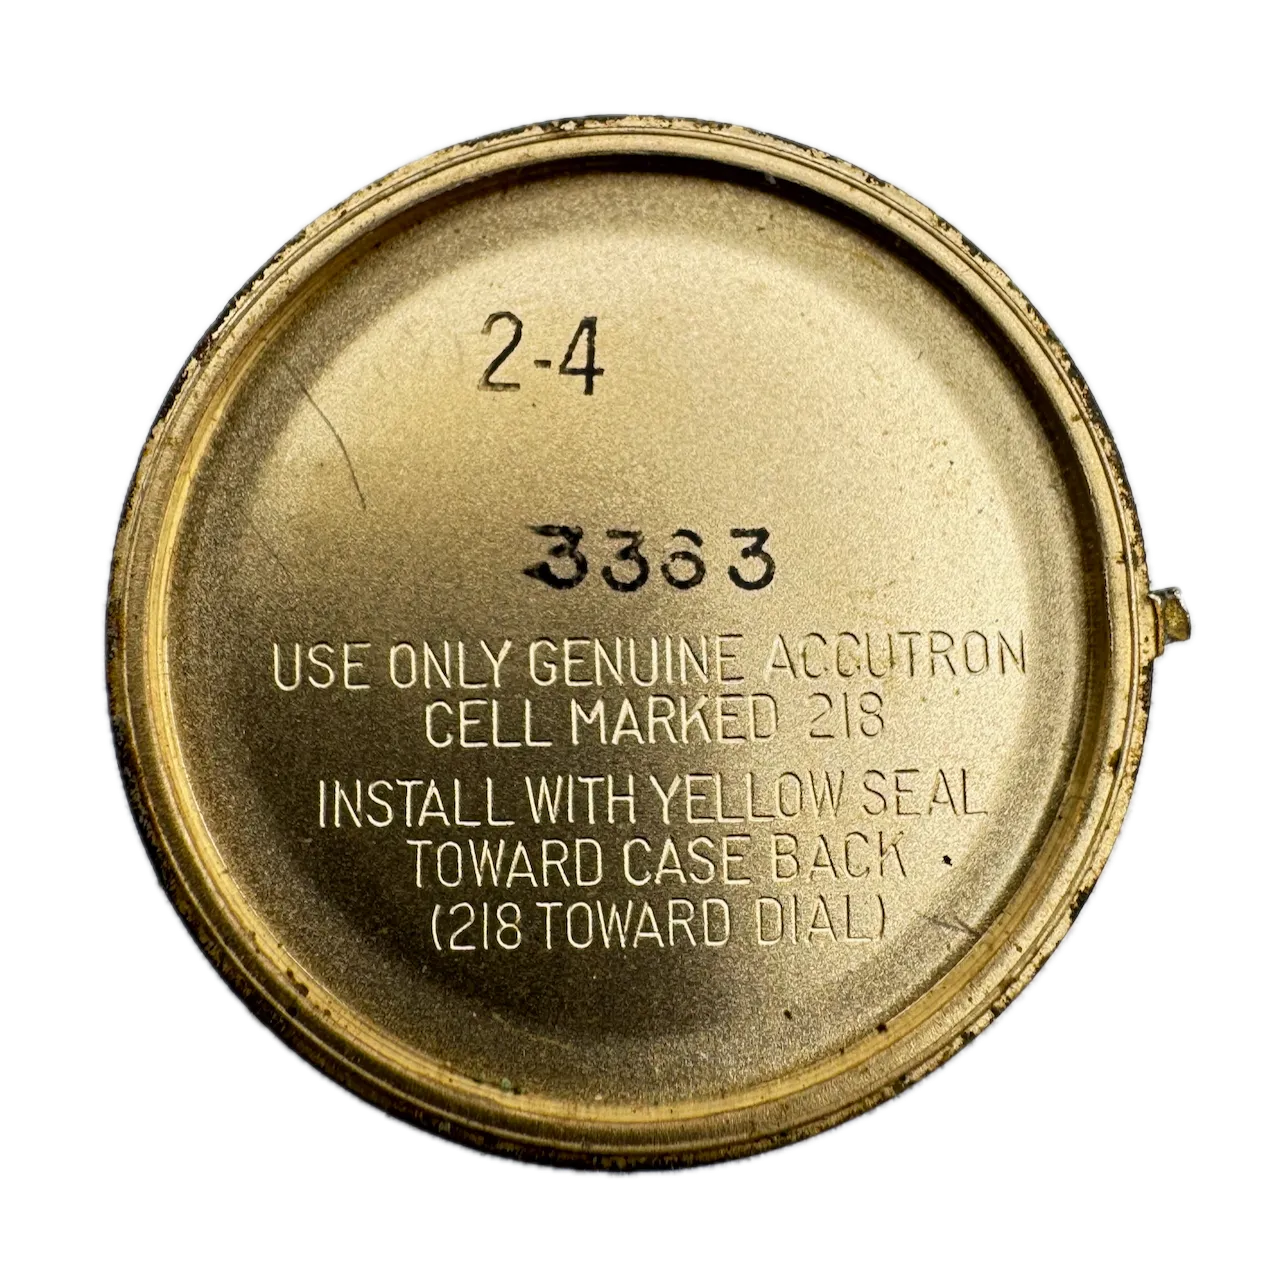 2-4
3363
USE ONLY GENUINE ACCUTRON
CELL MARKED 218
INSTALL WITH YELLOW SEAL
TOWARD CASE BACK
(218 TOWARD DIAL)